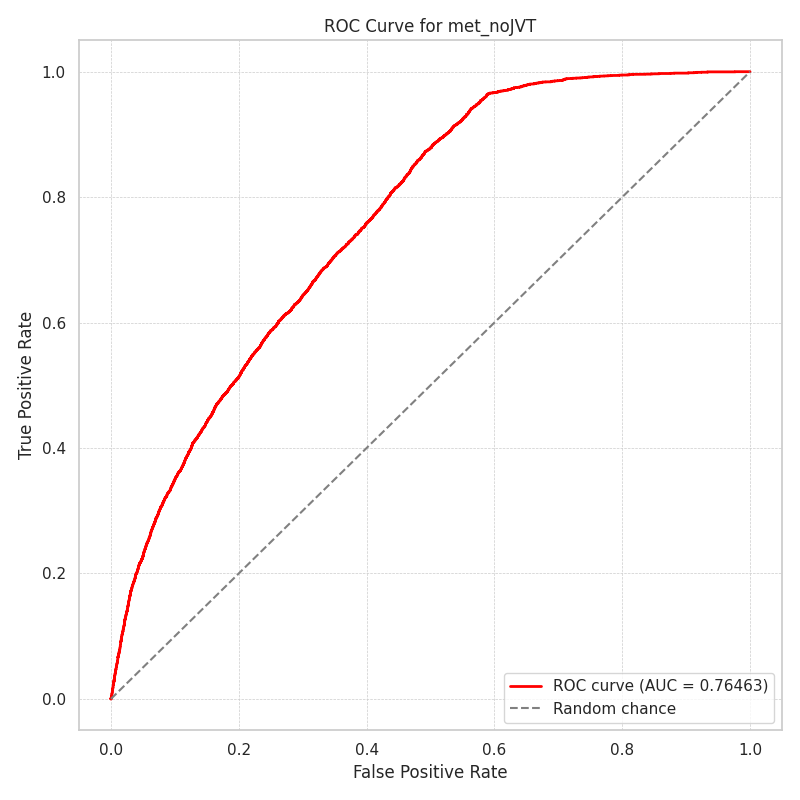 ROC Curve for met_noJVT
1.0
0.8
0.6
0.4
0.2
0.0
True Positive Rate
0.0 0.2 0.4 0.6 0.8 1.0
False Positive Rate
ROC curve (AUC = 0.76463)
Random chance